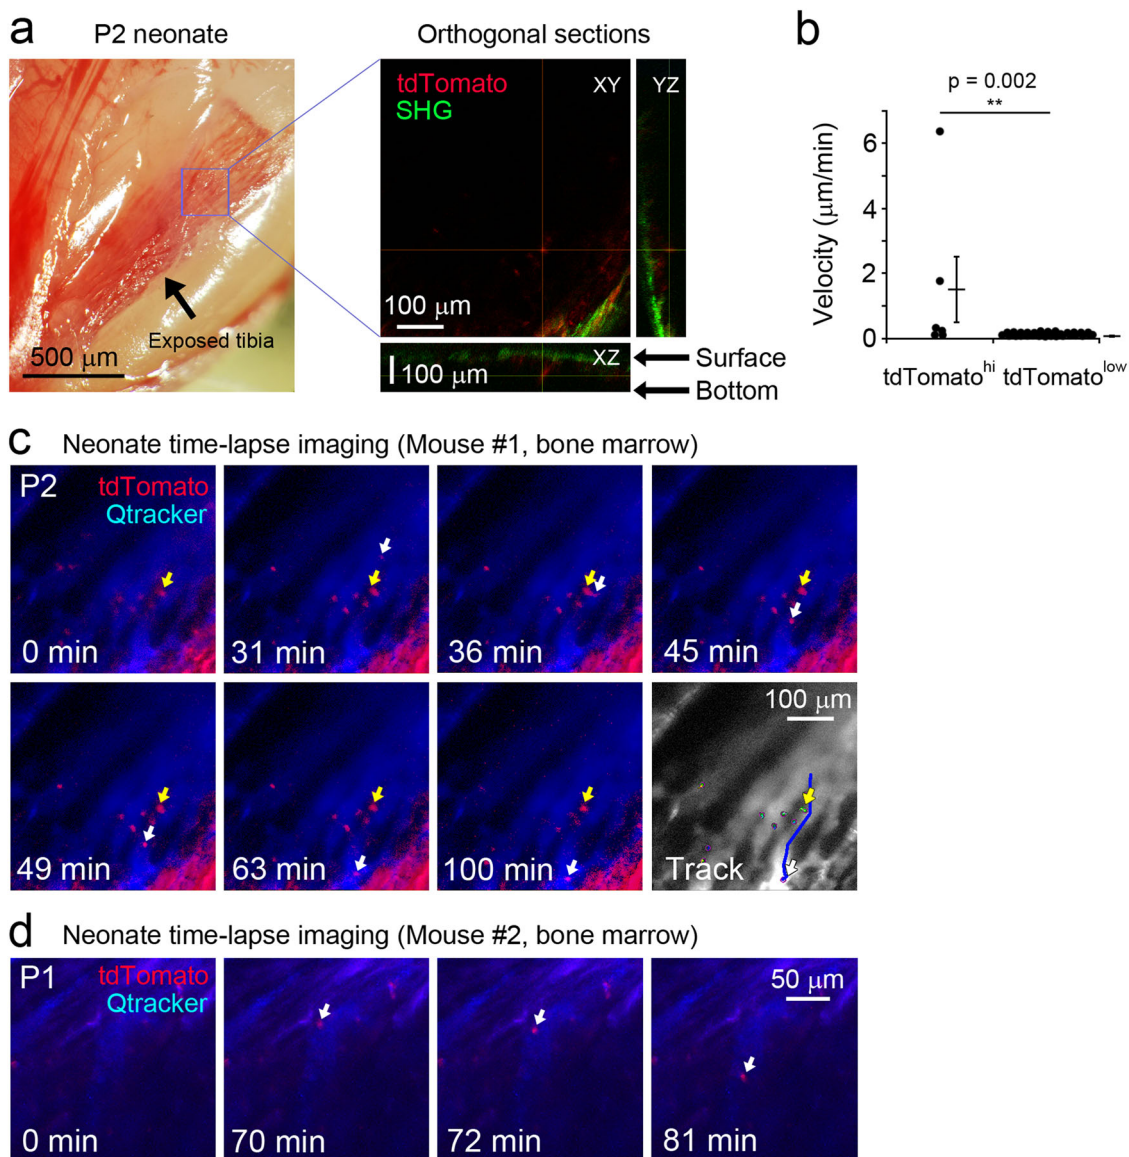 a
P2 neonate
Orthogonal sections
tdTomato
SHG
XY
YZ
100 μm
Exposed tibia
500 μm
XZ
100 μm
Surface
Bottom
b
p = 0.002
**
Velocity (μm/min)
6
4
2
0
tdTomato^hi tdTomato^low
c Neonate time-lapse imaging (Mouse #1, bone marrow)
P2
tdTomato
Qtracker
0 min
31 min
36 min
45 min
49 min
63 min
100 min
100 μm
Track
d Neonate time-lapse imaging (Mouse #2, bone marrow)
P1
tdTomato
Qtracker
0 min
70 min
72 min
50 μm
81 min